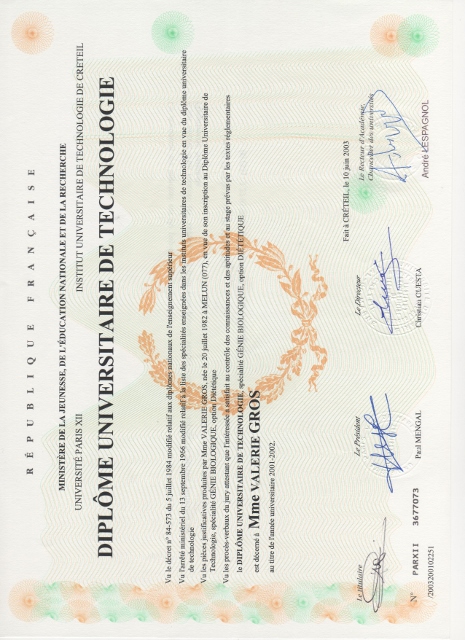 RÉPUBLIQUE FRANÇAISE
MINISTÈRE DE LA JEUNESSE, DE L'ÉDUCATION NATIONALE ET DE LA RECHERCHE
UNIVERSITÉ PARIS XII INSTITUT UNIVERSITAIRE DE TECHNOLOGIE DE CRETEIL
DIPLÔME UNIVERSITAIRE DE TECHNOLOGIE
Vu le décret n° 84-573 du 5 juillet 1984 modifié relatif aux diplômes nationaux de l'enseignement supérieur
Vu l'arrêté ministériel du 13 septembre 1966 modifié relatif à la liste des spécialités enseignées dans les instituts universitaires de technologie en vue du diplôme universitaire
de technologie
Vu les pièces justificatives produites par Mme VALERIE GROS, née le 20 juillet 1982 à MELUN (077), en vue de son inscription au Diplôme Universitaire de
Technologie, spécialité GÉNIE BIOLOGIQUE, option Diététique
Vu les procès-verbaux du jury attestant que l'intéressée a satisfait au contrôle des connaissances et des aptitudes et au stage prévus par les textes réglementaires
le DIPLÔME UNIVERSITAIRE DE TECHNOLOGIE, spécialité GÉNIE BIOLOGIQUE, option DIÉTÉTIQUE
est décerné à Mme VALERIE GROS
au titre de l'année universitaire 2001-2002.
Fait à CRÉTEIL, le 10 juin 2003
Le titulaire
Le Président
Le Directeur
Le Recteur d'Académie,
Chancelier des universités
Paul MENGAL
Christian CUESTA
André LESPAGNOL
N° PARXII 3677073
/2003200102251